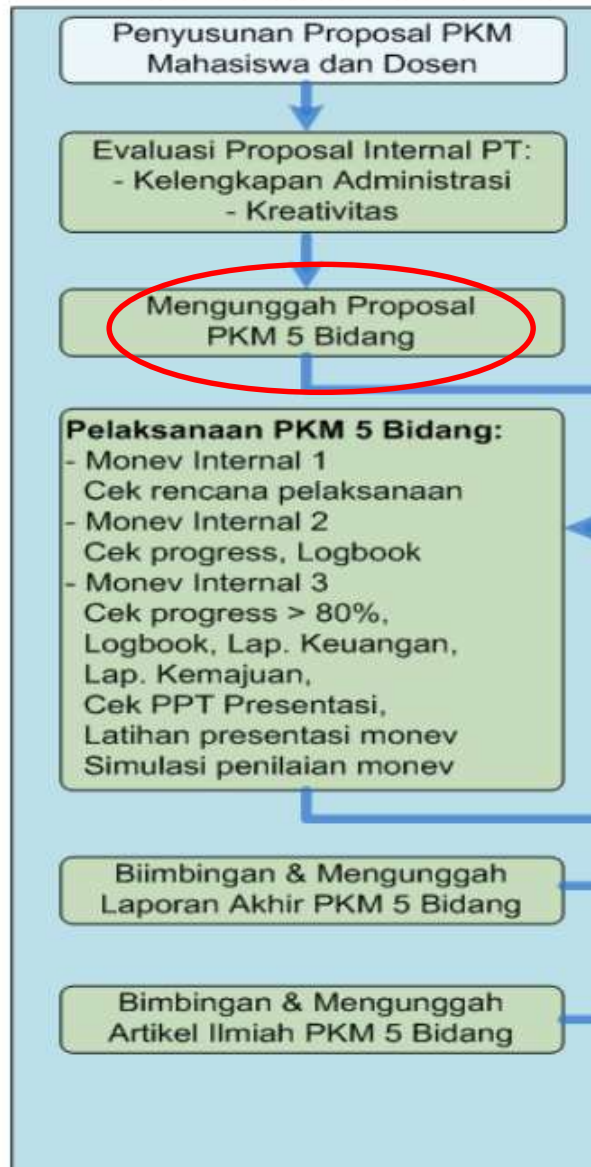 Penyusunan Proposal PKM
Mahasiswa dan Dosen
Evaluasi Proposal Internal PT:
- Kelengkapan Administrasi
- Kreativitas
Mengunggah Proposal
PKM 5 Bidang
Pelaksanaan PKM 5 Bidang:
- Monev Internal 1
Cek rencana pelaksanaan
- Monev Internal 2
Cek progress, Logbook
- Monev Internal 3
Cek progress > 80%,
Logbook, Lap. Keuangan,
Lap. Kemajuan,
Cek PPT Presentasi,
Latihan presentasi monev
Simulasi penilaian monev
Biimbingan & Mengunggah
Laporan Akhir PKM 5 Bidang
Bimbingan & Mengunggah
Artikel Ilmiah PKM 5 Bidang